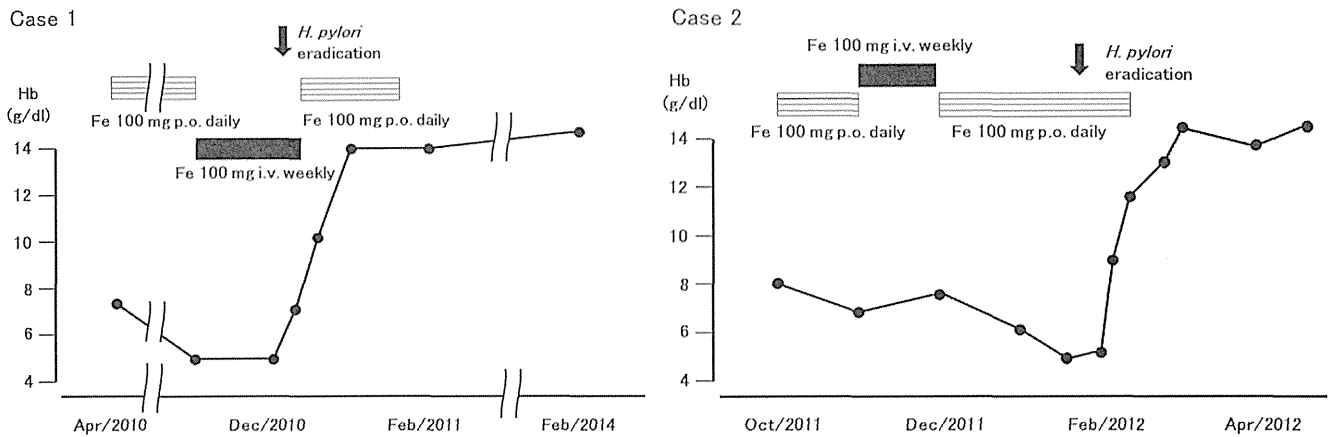 Case 1
H. pylori
eradication
Hb
(g/dl)
Fe 100 mg p.o. daily
Fe 100 mg p.o. daily
Fe 100 mg i.v. weekly
14
12
10
8
6
4
Apr/2010
Dec/2010
Feb/2011
Feb/2014
Case 2
Fe 100 mg i.v. weekly
H. pylori
eradication
Hb
(g/dl)
Fe 100 mg p.o. daily
Fe 100 mg p.o. daily
14
12
10
8
6
4
Oct/2011
Dec/2011
Feb/2012
Apr/2012